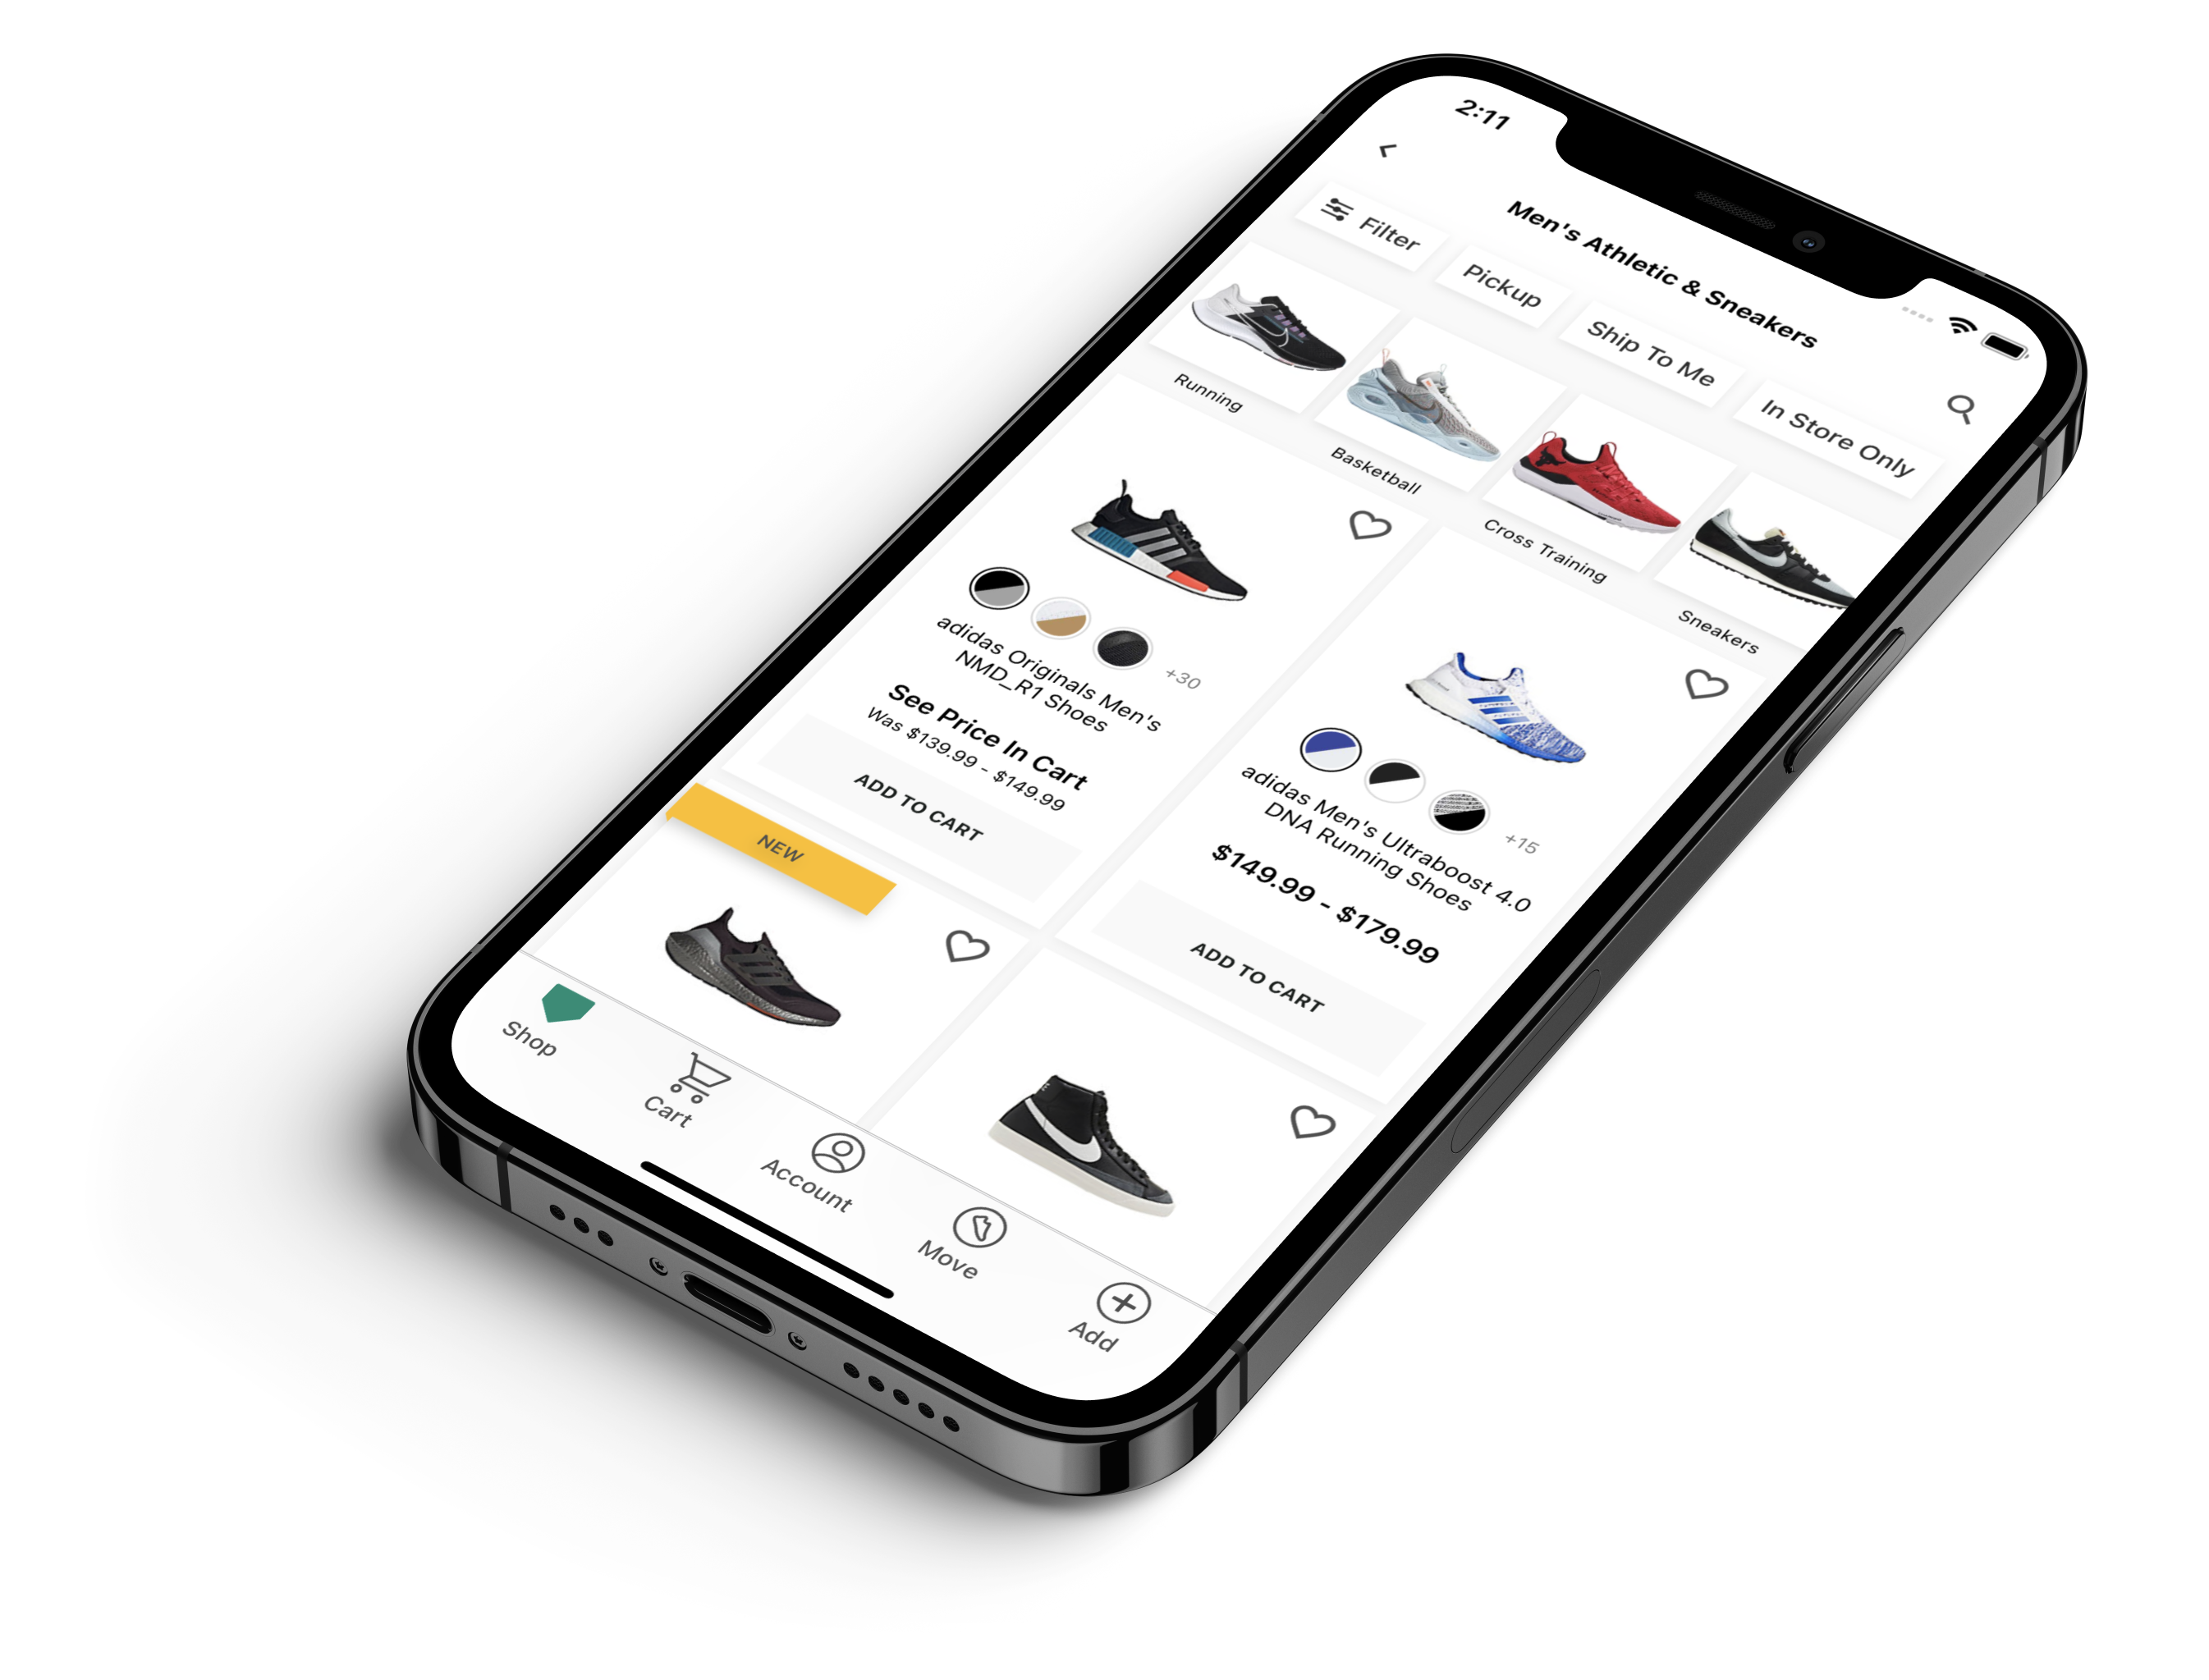 2:11
Men's Athletic & Sneakers
Filter
Pickup
Ship To Me
In Store Only
Running
Basketball
Cross Training
Sneakers
+30
adidas Originals Men's
NMD_R1 Shoes
See Price In Cart
Was $139.99 - $149.99
ADD TO CART
+15
adidas Men's Ultraboost 4.0
DNA Running Shoes
$149.99 - $179.99
ADD TO CART
NEW
Shop
Cart
Account
Move
Add